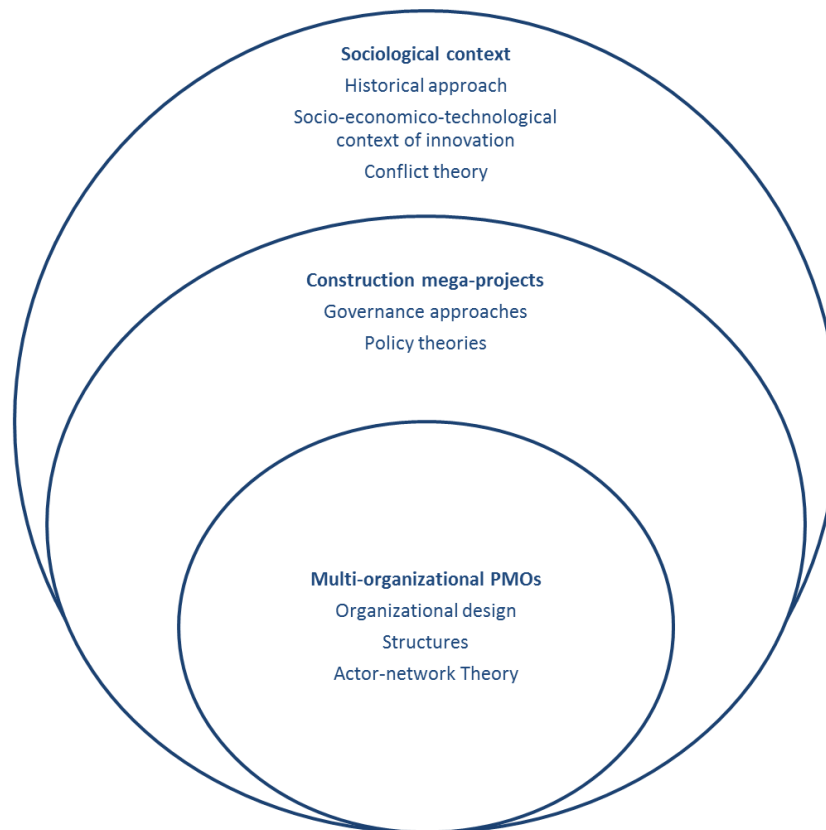 Sociological context
Historical approach
Socio-economico-technological
context of innovation
Conflict theory
Construction mega-projects
Governance approaches
Policy theories
Multi-organizational PMOs
Organizational design
Structures
Actor-network Theory